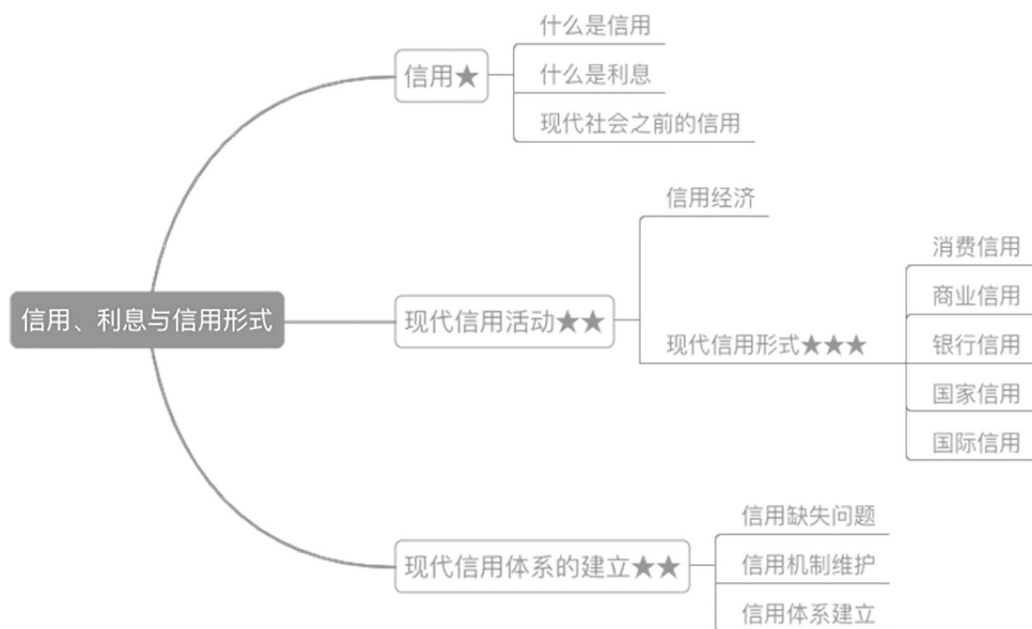 什么是信用
信用★
什么是利息
现代社会之前的信用
信用经济
消费信用
商业信用
信用、利息与信用形式
现代信用活动★★
现代信用形式★★★
银行信用
国家信用
国际信用
信用缺失问题
现代信用体系的建立★★
信用机制维护
信用体系建立